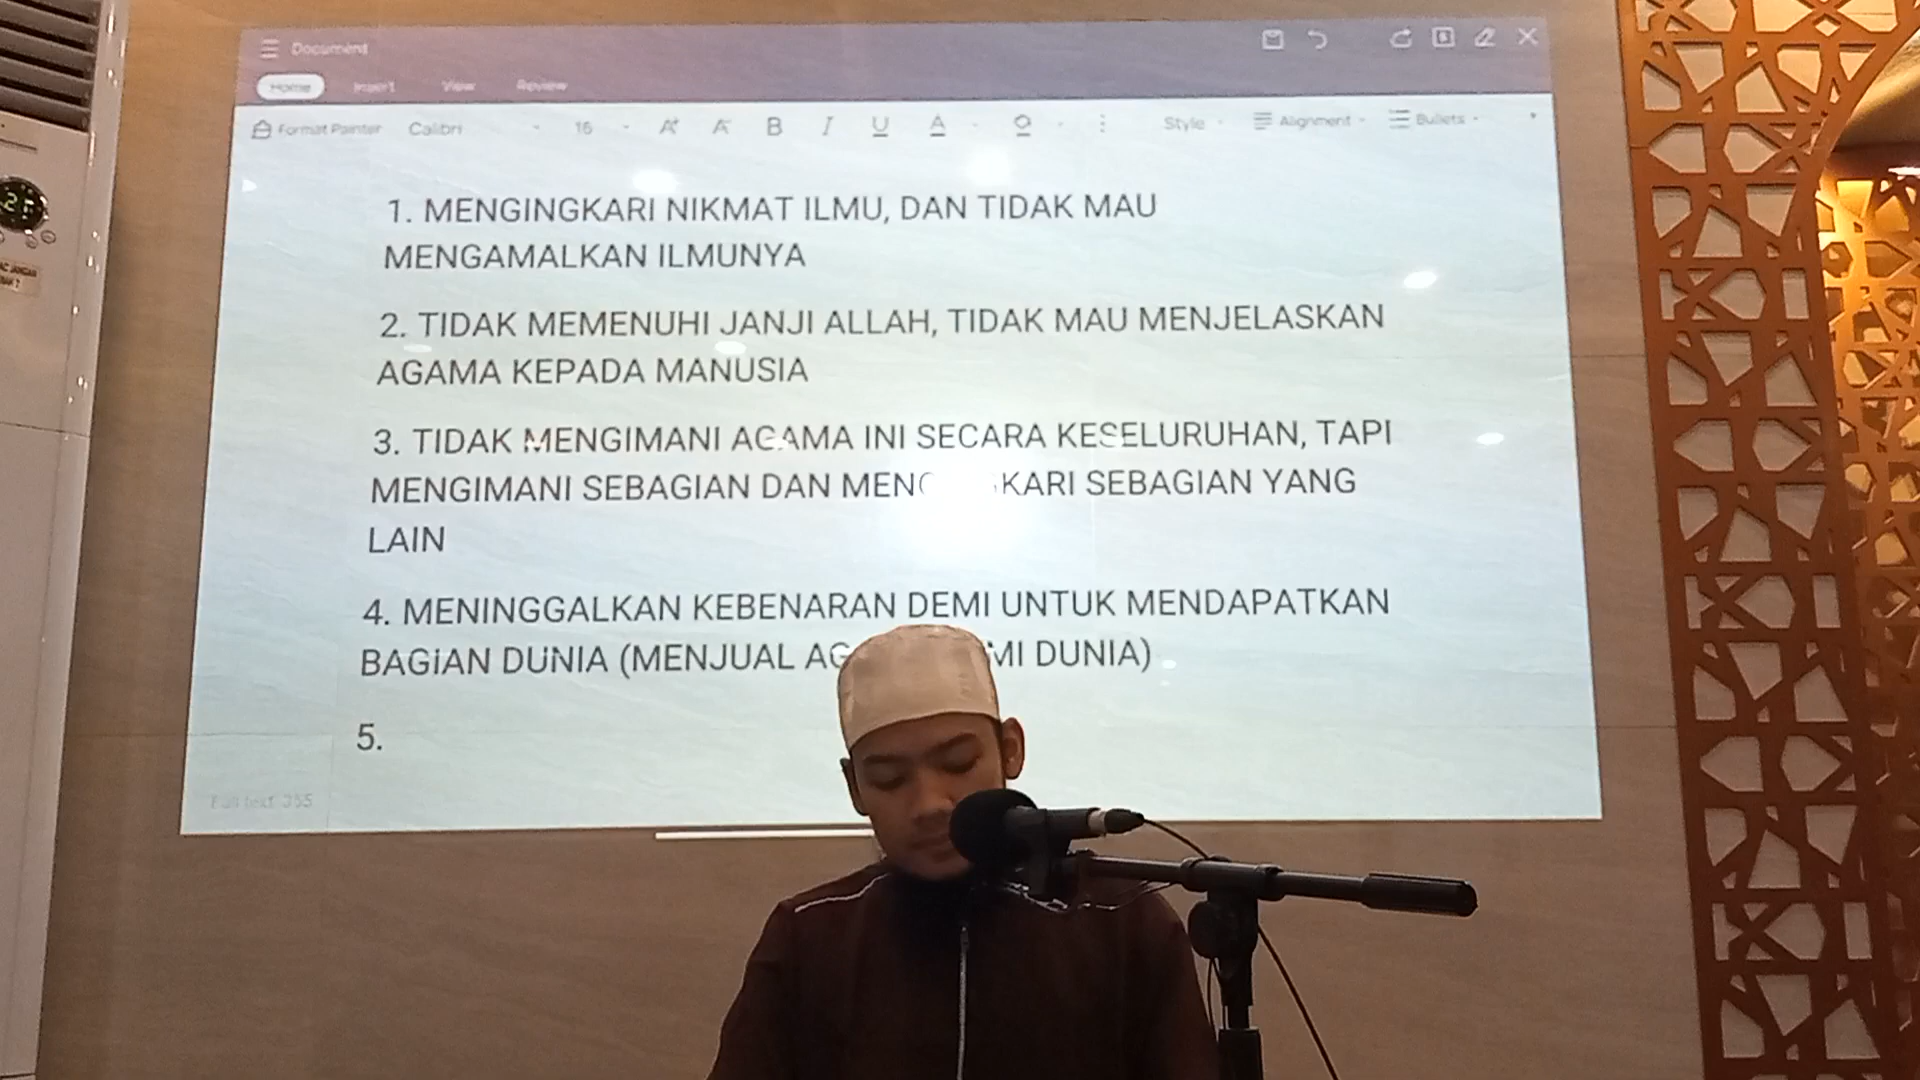 Document
Home Insert View Review
Format Painter Calibri 16 A A B I U A Style Alignment Bullets
1. MENGINGKARI NIKMAT ILMU, DAN TIDAK MAU
MENGAMALKAN ILMUNYA
2. TIDAK MEMENUHI JANJI ALLAH, TIDAK MAU MENJELASKAN
AGAMA KEPADA MANUSIA
3. TIDAK MENGIMANI AGAMA INI SECARA KESELURUHAN, TAPI
MENGIMANI SEBAGIAN DAN SEBAGIAN YANG
LAIN
4. MENINGGALKAN KEBENARAN DEMI UNTUK MENDAPATKAN
BAGIAN DUNIA (MENJUAL DUNIA)
5.